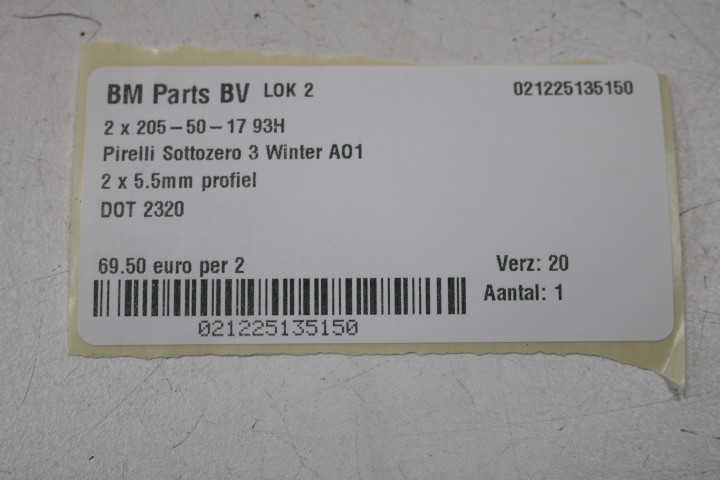 BM Parts BV LOK 2 021225135150
2 x 205-50-17 93H
Pirelli Sottozero 3 Winter AO1
2 x 5.5mm profiel
DOT 2320
69.50 euro per 2 Verz: 20
Aantal: 1
021225135150